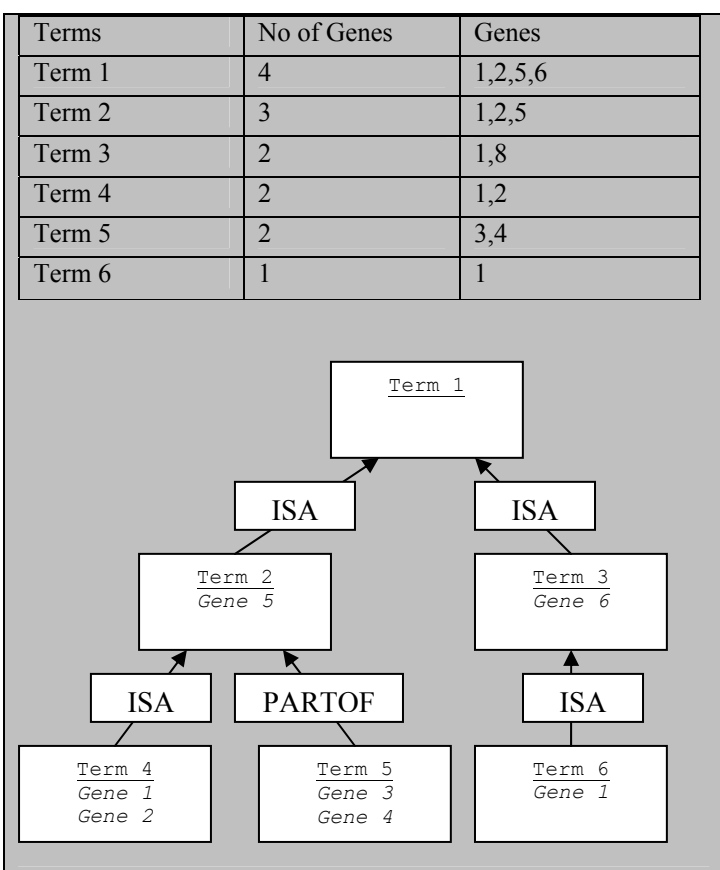 Terms No of Genes Genes
Term 1 4 1,2,5,6
Term 2 3 1,2,5
Term 3 2 1,8
Term 4 2 1,2
Term 5 2 3,4
Term 6 1 1
Term 1
ISA ISA
Term 2 Term 3
Gene 5 Gene 6
ISA PARTOF ISA
Term 4 Term 5 Term 6
Gene 1 Gene 3 Gene 1
Gene 2 Gene 4